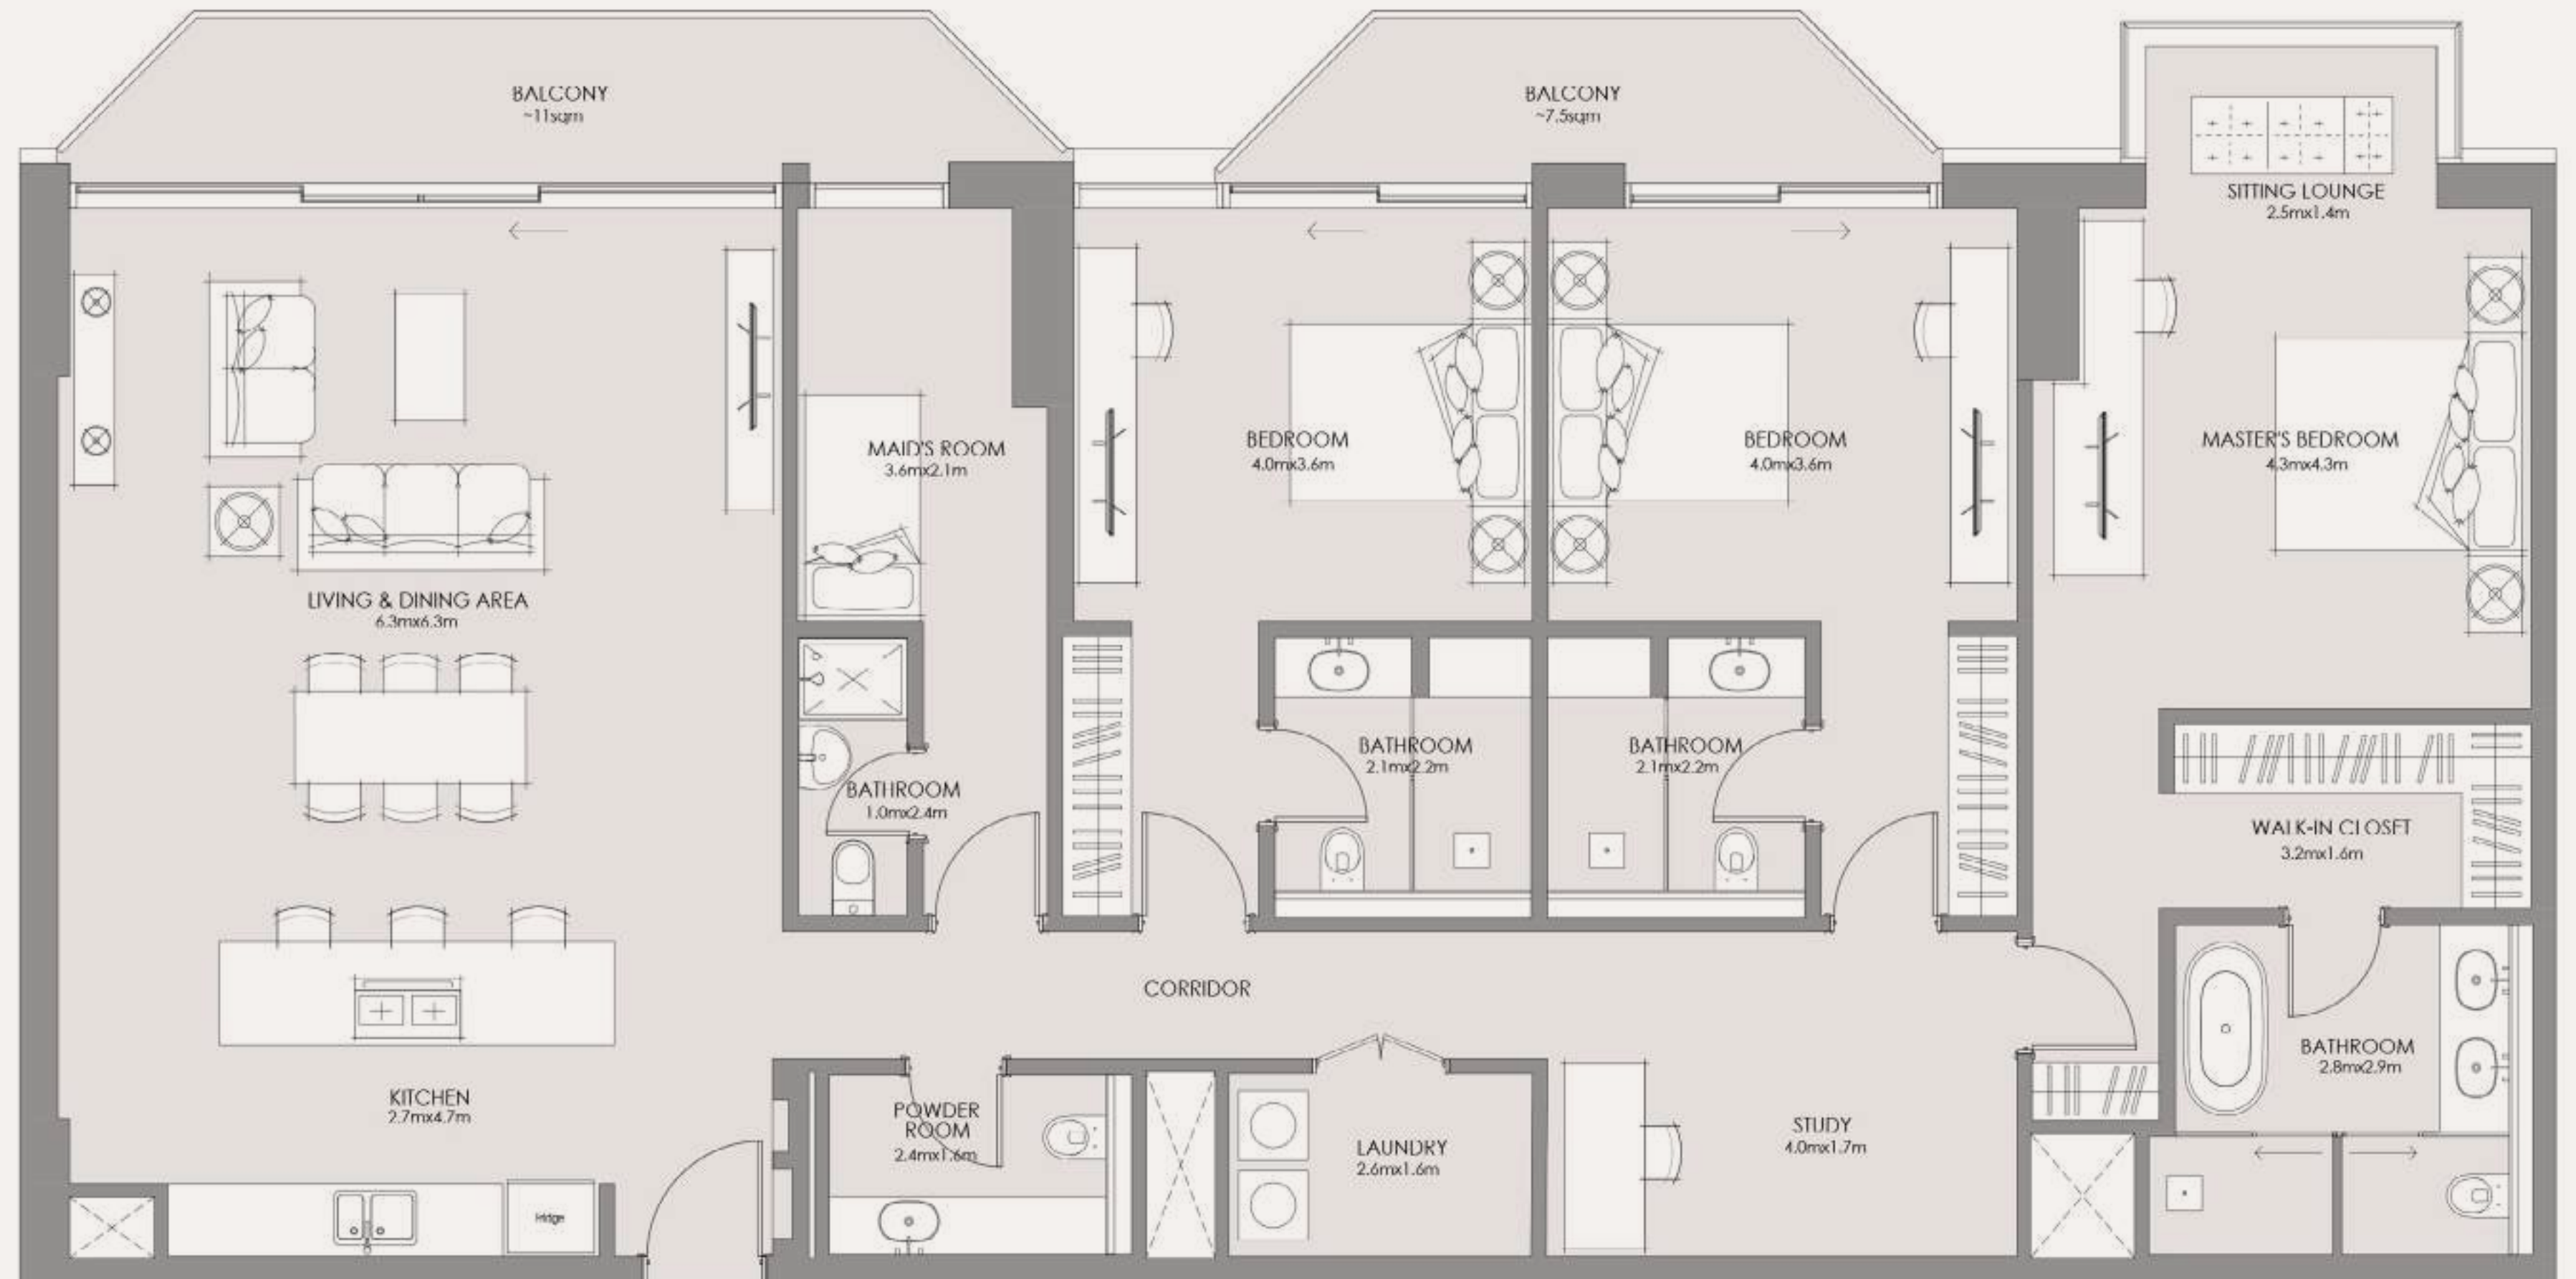 BALCONY
~11sqm
BALCONY
~7.5sqm
SITTING LOUNGE
2.5mx1.4m
MAID'S ROOM
3.6mx2.1m
BEDROOM
4.0mx3.6m
BEDROOM
4.0mx3.6m
MASTER'S BEDROOM
4.3mx4.3m
LIVING & DINING AREA
6.3mx6.3m
BATHROOM
1.0mx2.4m
BATHROOM
2.1mx2.2m
BATHROOM
2.1mx2.2m
WALK-IN CLOSET
3.2mx1.6m
CORRIDOR
KITCHEN
2.7mx4.7m
POWDER
ROOM
2.4mx1.6m
LAUNDRY
2.6mx1.6m
STUDY
4.0mx1.7m
BATHROOM
2.8mx2.9m
Fridge